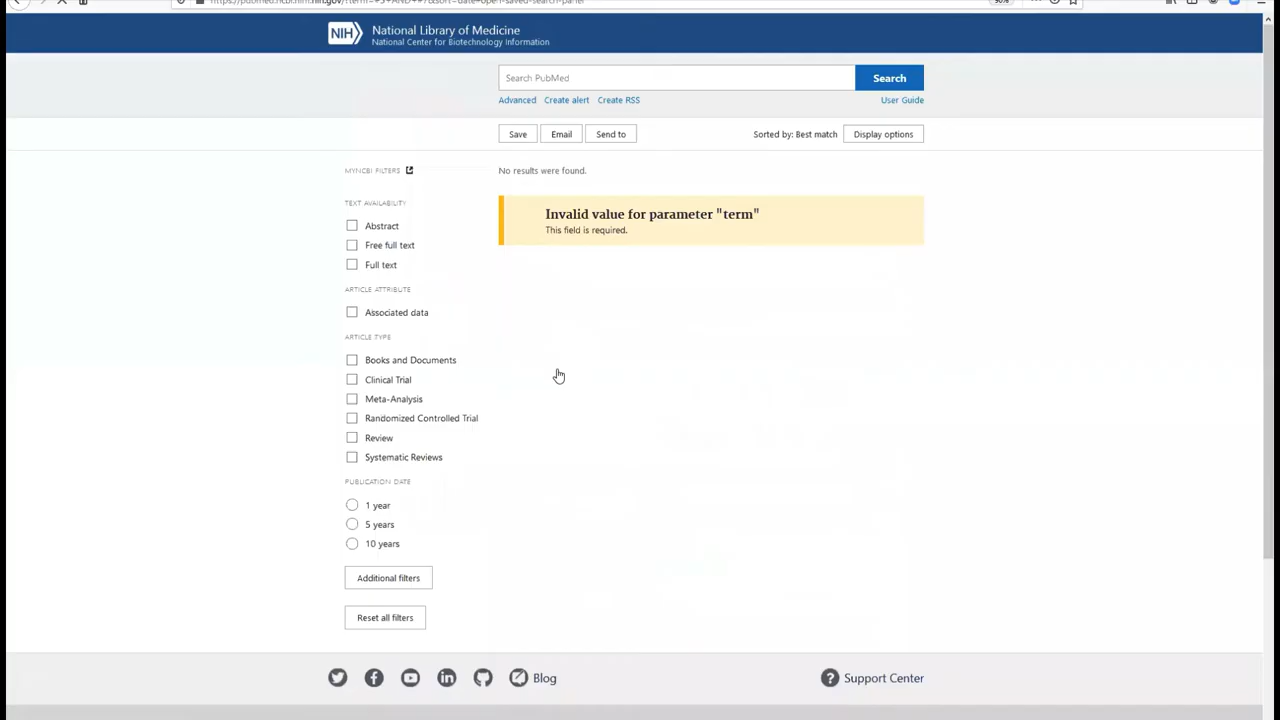 NIH National Library of Medicine
National Center for Biotechnology Information
Search PubMed
Search
Advanced Create alert Create RSS
User Guide
Save Email Send to
Sorted by: Best match Display options
MYNCBI FILTERS
No results were found.
TEXT AVAILABILITY
Invalid value for parameter "term"
This field is required.
Abstract
Free full text
Full text
ARTICLE ATTRIBUTE
Associated data
ARTICLE TYPE
Books and Documents
Clinical Trial
Meta-Analysis
Randomized Controlled Trial
Review
Systematic Reviews
PUBLICATION DATE
1 year
5 years
10 years
Additional filters
Reset all filters
Blog
Support Center